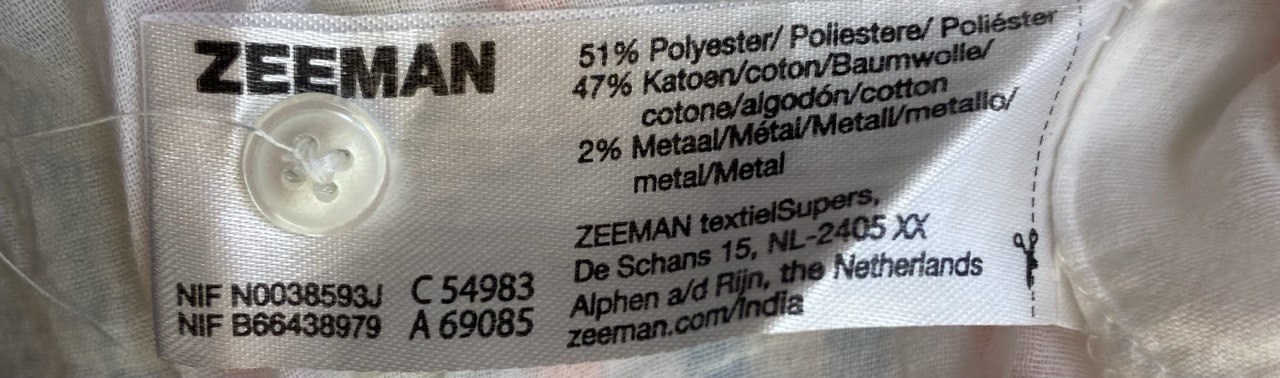 ZEEMAN
51% Polyester/ Poliestere/ Poliéster
47% Katoen/coton/Baumwolle/
cotone/algodón/cotton
2% Metaal/Métal/Metall/metallo/
metal/Metal
ZEEMAN textielSupers,
De Schans 15, NL-2405 XX
Alphen a/d Rijn, the Netherlands
zeeman.com/India
NIF N0038593J C 54983
NIF B66438979 A 69085